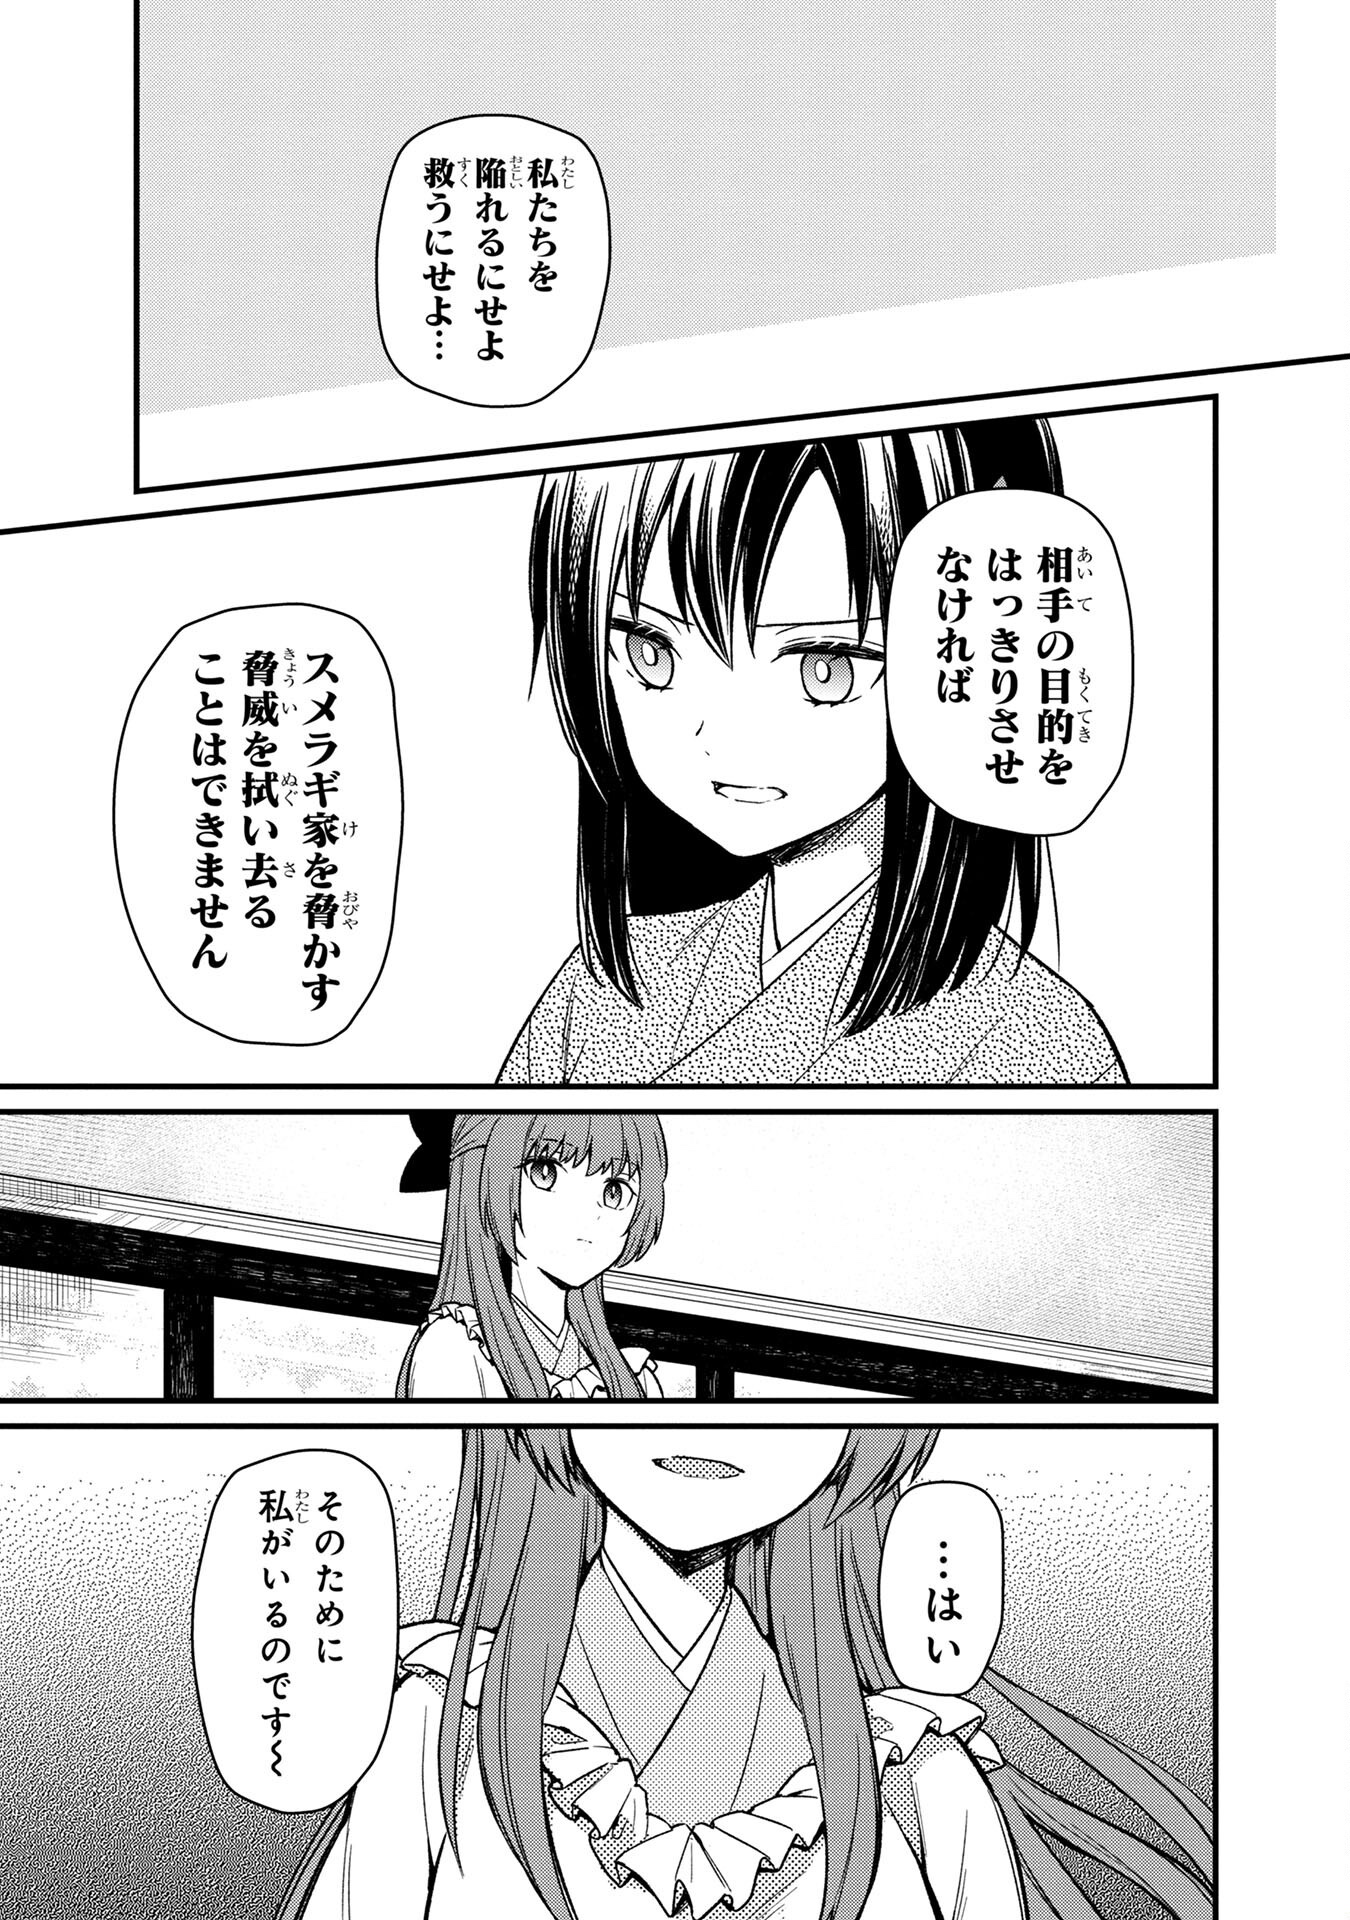 私たちを
陥れるにせよ
救うにせよ…
相手の目的を
はっきりさせ
なければ
スメラギ家を脅かす
脅威を拭い去る
ことはできません
…はい
そのために
私がいるのです～